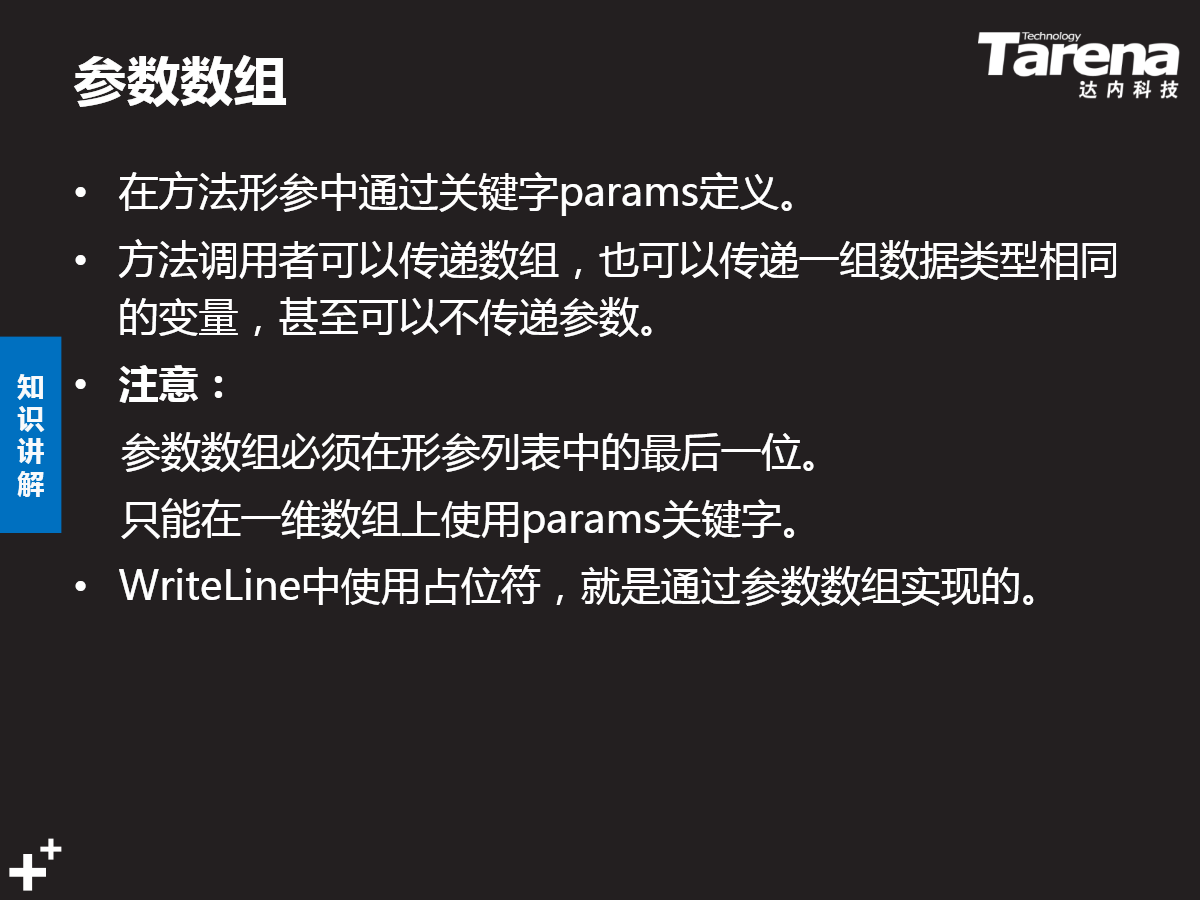 参数数组
Technology
Tarena
达内科技
• 在方法形参中通过关键字params定义。
• 方法调用者可以传递数组，也可以传递一组数据类型相同
的变量，甚至可以不传递参数。
• 注意：
参数数组必须在形参列表中的最后一位。
只能在一维数组上使用params关键字。
• WriteLine中使用占位符，就是通过参数数组实现的。
知
识
讲
解